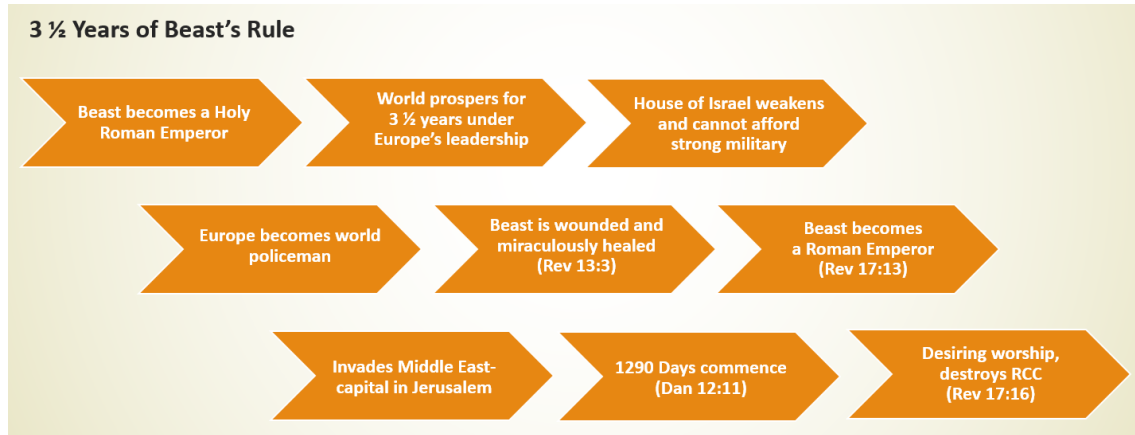 3 ½ Years of Beast’s Rule
Beast becomes a Holy
Roman Emperor
World prospers for
3 ½ years under
Europe’s leadership
House of Israel weakens
and cannot afford
strong military
Europe becomes world
policeman
Beast is wounded and
miraculously healed
(Rev 13:3)
Beast becomes
a Roman Emperor
(Rev 17:13)
Invades Middle East-
capital in Jerusalem
1290 Days commence
(Dan 12:11)
Desiring worship,
destroys RCC
(Rev 17:16)